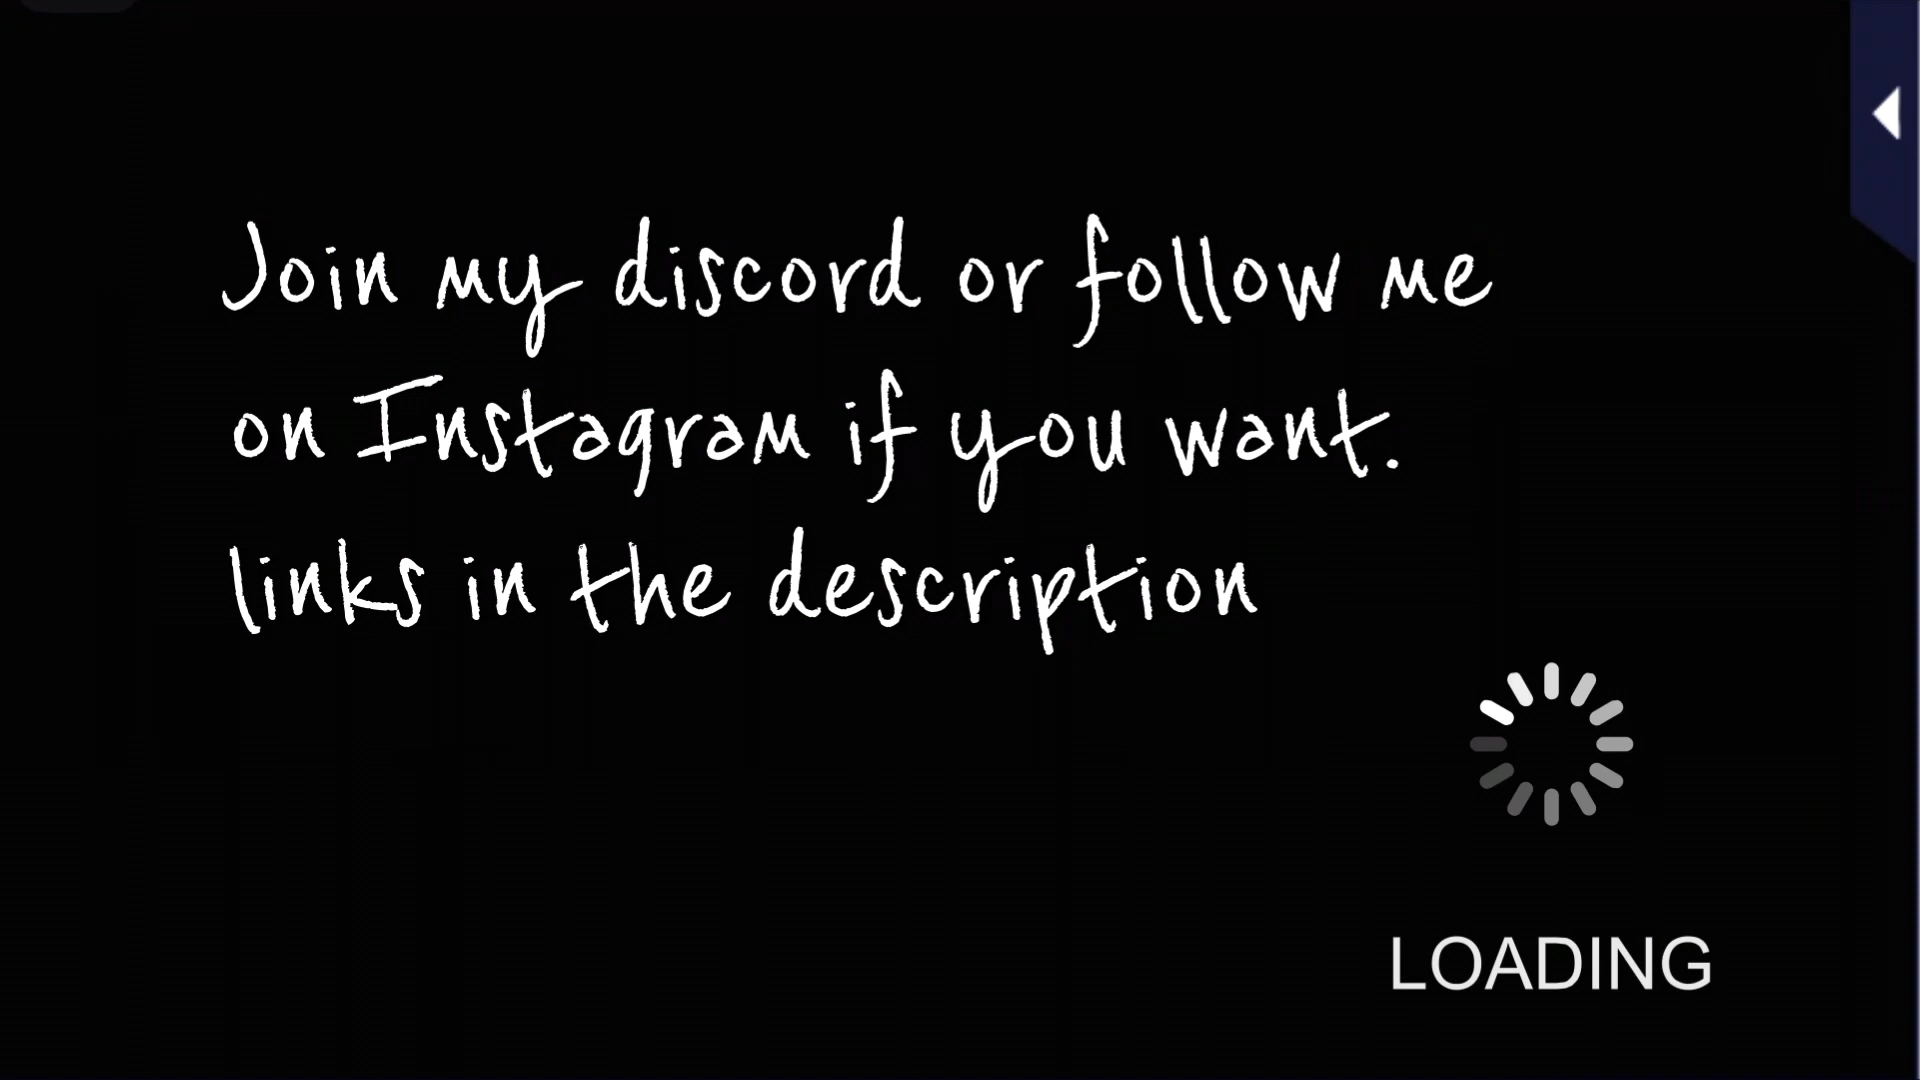 Join my discord or follow me
on Instagram if you want.
links in the description
LOADING